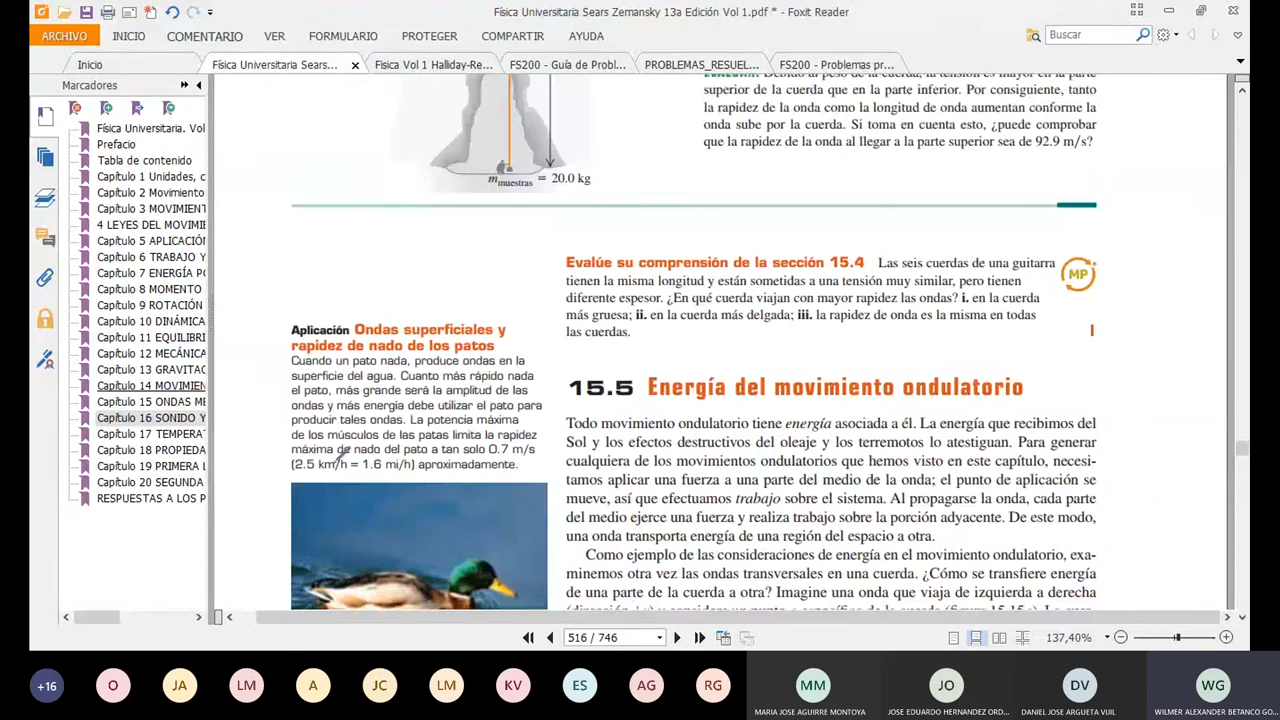 Física Universitaria Sears Zemansky 13a Edición Vol 1.pdf * - Foxit Reader
ARCHIVO INICIO COMENTARIO VER FORMULARIO PROTEGER COMPARTIR AYUDA
Buscar
Inicio
Física Universitaria Sears...
Física Vol 1 Halliday-Re...
FS200 - Guía de Probl...
PROBLEMAS_RESUEL...
FS200 - Problemas pr...
Marcadores
Física Universitaria. Vol
Prefacio
Tabla de contenido
Capítulo 1 Unidades, c
Capítulo 2 Movimiento
Capítulo 3 MOVIMIENT
4 LEYES DEL MOVIMIE
Capítulo 5 APLICACIÓN
Capítulo 6 TRABAJO Y
Capítulo 7 ENERGÍA PO
Capítulo 8 MOMENTO
Capítulo 9 ROTACIÓN
Capítulo 10 DINÁMICA
Capítulo 11 EQUILIBRI
Capítulo 12 MECÁNICA
Capítulo 13 GRAVITAC
Capítulo 14 MOVIMIEN
Capítulo 15 ONDAS ME
Capítulo 16 SONIDO Y
Capítulo 17 TEMPERAT
Capítulo 18 PROPIEDA
Capítulo 19 PRIMERA L
Capítulo 20 SEGUNDA
RESPUESTAS A LOS P
m muestras = 20.0 kg
EVALÚE: Debido al peso de la cuerda, la tensión es mayor en la parte
superior de la cuerda que en la parte inferior. Por consiguiente, tanto
la rapidez de la onda como la longitud de onda aumentan conforme la
onda sube por la cuerda. Si toma en cuenta esto, ¿puede comprobar
que la rapidez de la onda al llegar a la parte superior sea de 92.9 m/s?
Evalúe su comprensión de la sección 15.4 Las seis cuerdas de una guitarra
tienen la misma longitud y están sometidas a una tensión muy similar, pero tienen
diferente espesor. ¿En qué cuerda viajan con mayor rapidez las ondas? i. en la cuerda
más gruesa; ii. en la cuerda más delgada; iii. la rapidez de onda es la misma en todas
las cuerdas.
MP
Aplicación Ondas superficiales y
rapidez de nado de los patos
Cuando un pato nada, produce ondas en la
superficie del agua. Cuanto más rápido nada
el pato, más grande será la amplitud de las
ondas y más energía debe utilizar el pato para
producir tales ondas. La potencia máxima
de los músculos de las patas limita la rapidez
máxima de nado del pato a tan solo 0.7 m/s
(2.5 km/h = 1.6 mi/h) aproximadamente.
15.5 Energía del movimiento ondulatorio
Todo movimiento ondulatorio tiene energía asociada a él. La energía que recibimos del
Sol y los efectos destructivos del oleaje y los terremotos lo atestiguan. Para generar
cualquiera de los movimientos ondulatorios que hemos visto en este capítulo, necesi-
tamos aplicar una fuerza a una parte del medio de la onda; el punto de aplicación se
mueve, así que efectuamos trabajo sobre el sistema. Al propagarse la onda, cada parte
del medio ejerce una fuerza y realiza trabajo sobre la porción adyacente. De este modo,
una onda transporta energía de una región del espacio a otra.
Como ejemplo de las consideraciones de energía en el movimiento ondulatorio, exa-
minemos otra vez las ondas transversales en una cuerda. ¿Cómo se transfiere energía
de una parte de la cuerda a otra? Imagine una onda que viaja de izquierda a derecha
516 / 746
137,40%
+16 O JA LM A JC LM KV ES AG RG MM JO DV WG
MARIA JOSE AGUIRRE MONTOYA
JOSE EDUARDO HERNANDEZ ORD...
DANIEL JOSE ARGUETA VIJIL
WILMER ALEXANDER BETANCO GO...